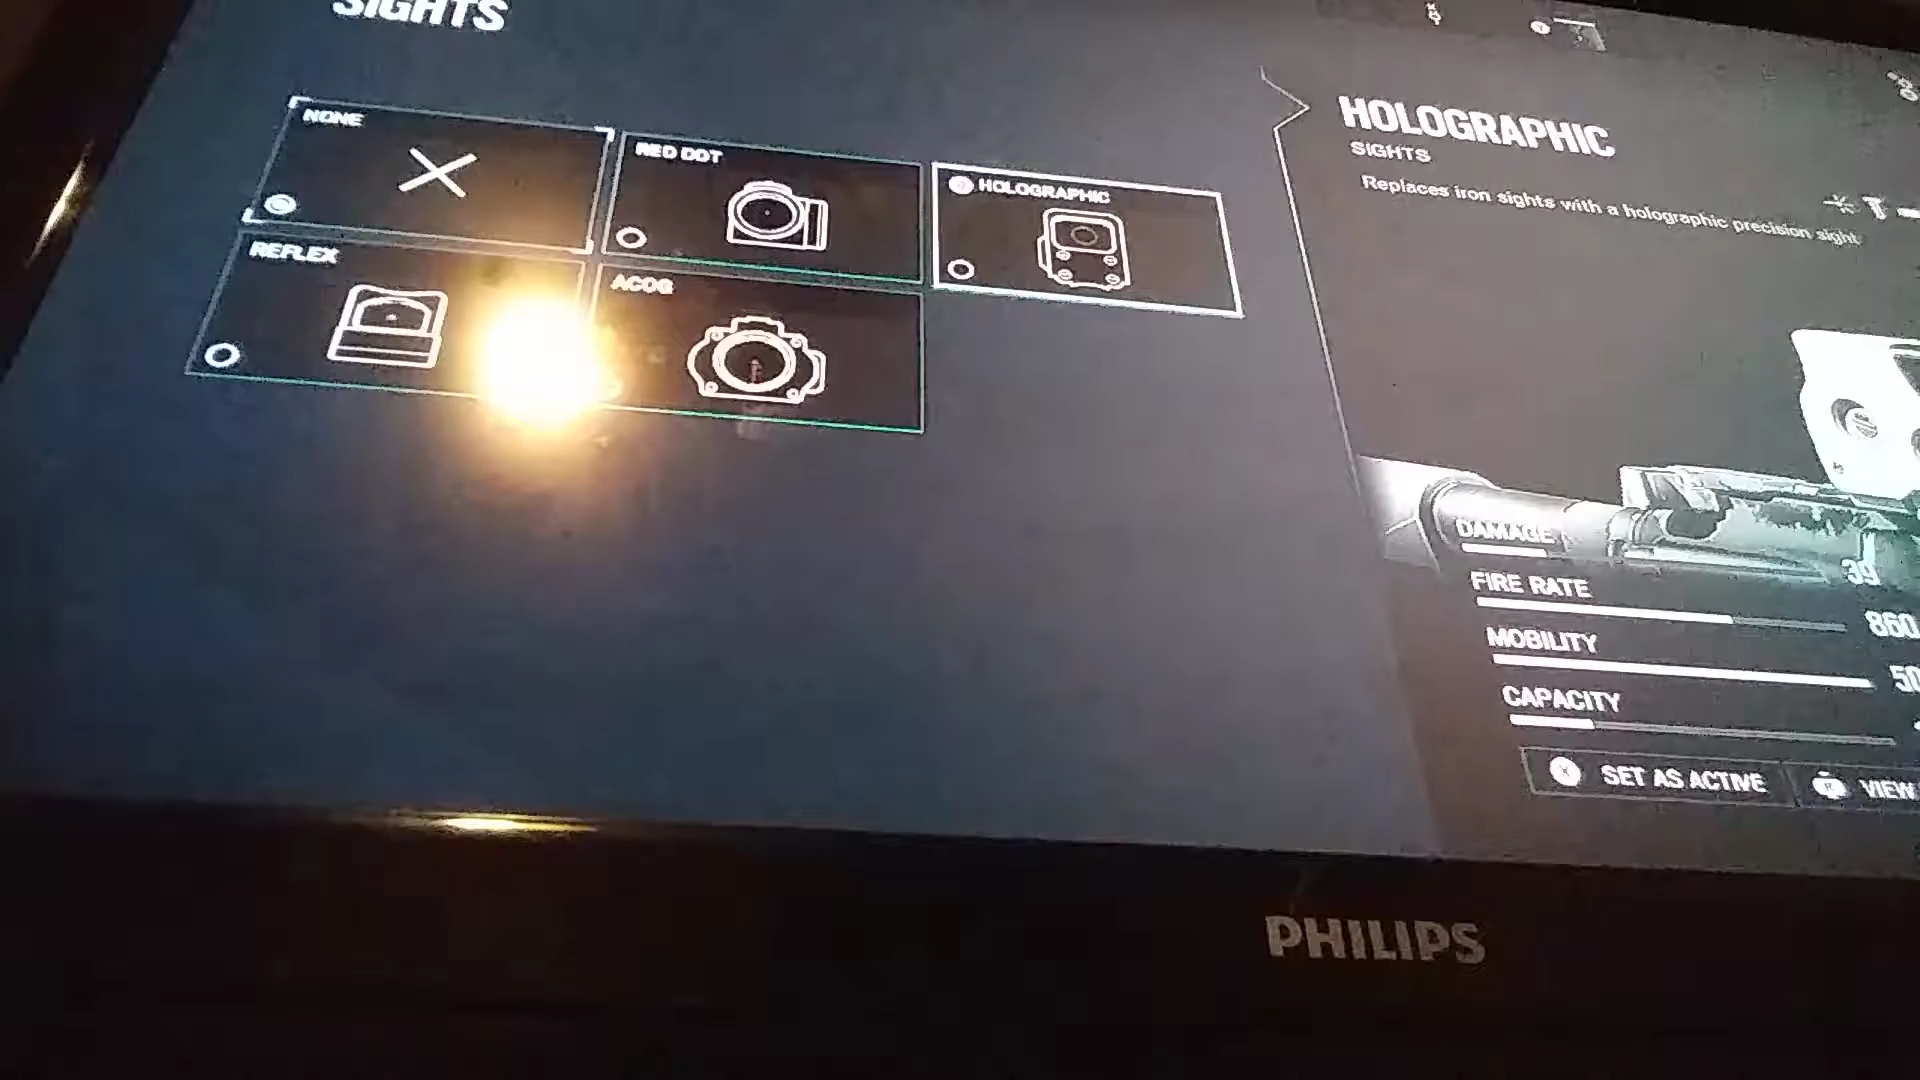 SIGHTS
NONE
RED DOT
HOLOGRAPHIC
REFLEX
ACOG
HOLOGRAPHIC
SIGHTS
Replaces iron sights with a holographic precision sight
DAMAGE 39
FIRE RATE 860
MOBILITY 50
CAPACITY
SET AS ACTIVE
VIEW
PHILIPS